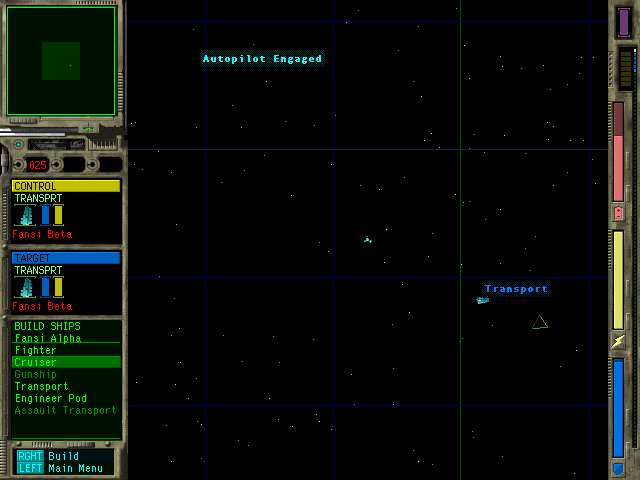 Autopilot Engaged
025
CONTROL
TRANSPRT
Fansi Beta
TARGET
TRANSPRT
Fansi Beta
Transport
BUILD SHIPS
Fansi Alpha
Fighter
Cruiser
Gunship
Transport
Engineer Pod
Assault Transport
RGHT Build
LEFT Main Menu